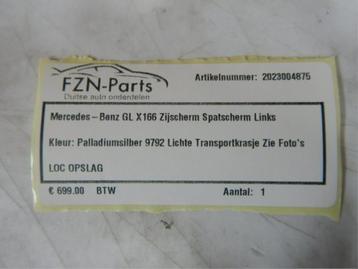 FZN-Parts
Duitse auto onderdelen
Artikelnummer: 2023004875
Mercedes-Benz GL X166 Zijscherm Spatscherm Links
Kleur: Palladiumsilber 9792 Lichte Transportkrasje Zie Foto's
LOC OPSLAG
€ 699.00 BTW
Aantal: 1